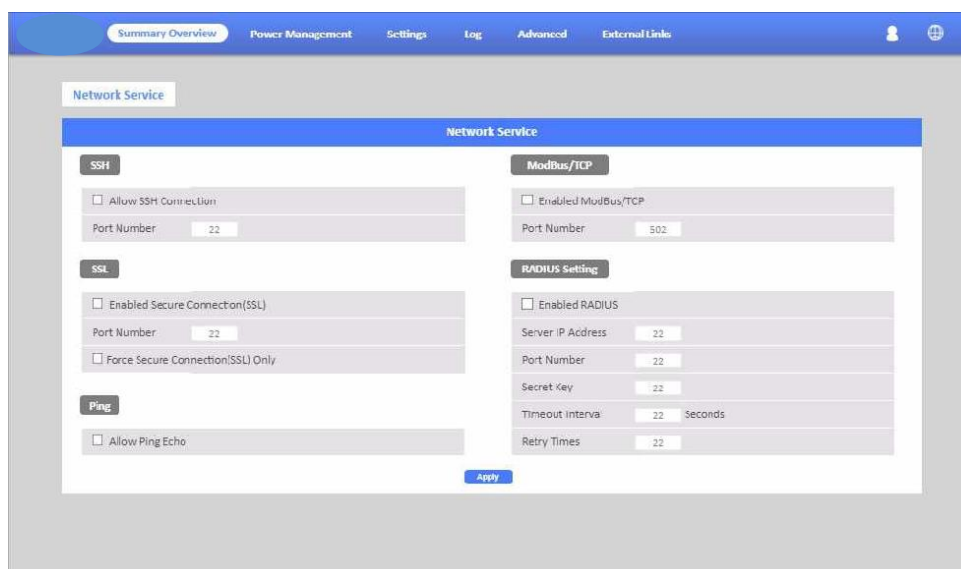 Summary Overview Power Management Settings Log Advanced External Links
Network Service
Network Service
SSH
Allow SSH Connection
Port Number 22
SSL
Enabled Secure Connection(SSL)
Port Number 22
Force Secure Connection(SSL) Only
Ping
Allow Ping Echo
ModBus/TCP
Enabled ModBus/TCP
Port Number 502
RADIUS Setting
Enabled RADIUS
Server IP Address 22
Port Number 22
Secret Key 22
Timeout Interval 22 Seconds
Retry Times 22
Apply